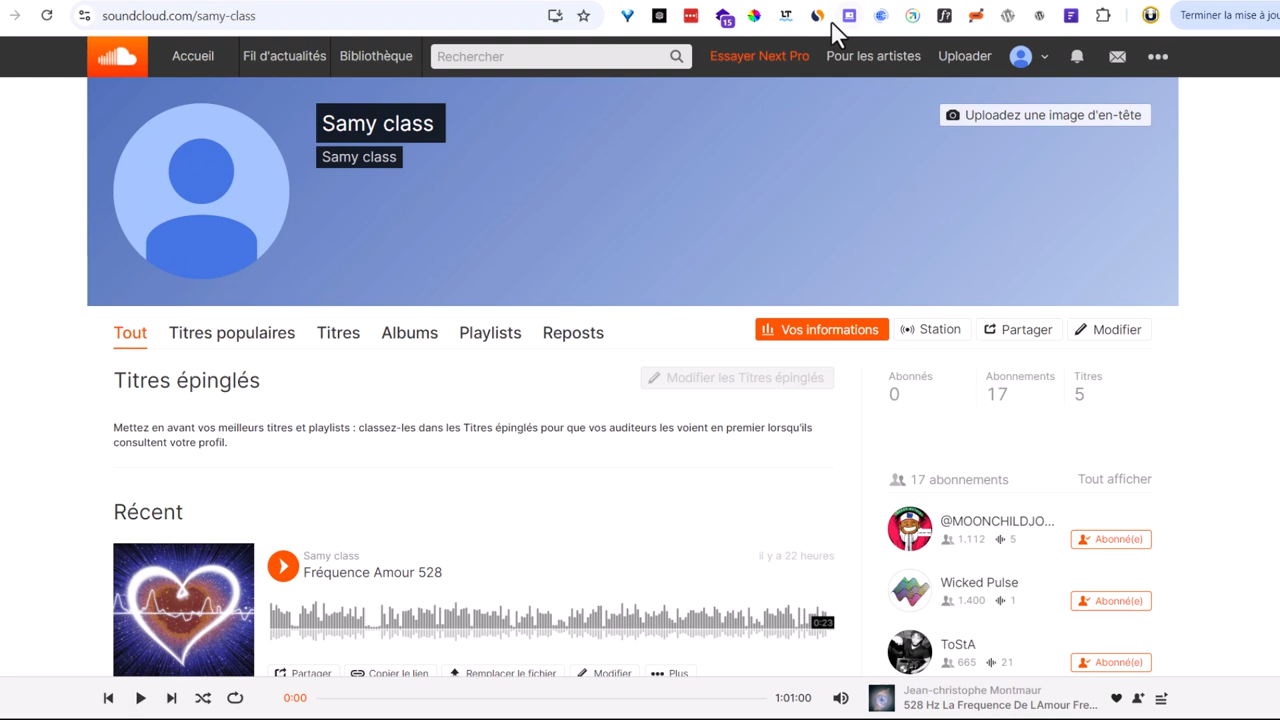 soundcloud.com/samy-class
15
LT
f?
Terminer la mise à jou
Accueil
Fil d'actualités
Bibliothèque
Rechercher
Essayer Next Pro
Pour les artistes
Uploader
Samy class
Samy class
Uploadez une image d'en-tête
Tout
Titres populaires
Titres
Albums
Playlists
Reposts
Vos informations
Station
Partager
Modifier
Titres épinglés
Modifier les Titres épinglés
Mettez en avant vos meilleurs titres et playlists : classez-les dans les Titres épinglés pour que vos auditeurs les voient en premier lorsqu'ils
consultent votre profil.
Abonnés
0
Abonnements
17
Titres
5
17 abonnements
Tout afficher
@MOONCHILDJO...
1.112
5
Abonné(e)
Wicked Pulse
1.400
1
Abonné(e)
ToStA
665
21
Abonné(e)
Récent
Samy class
il y a 22 heures
Fréquence Amour 528
0:23
Partager
Copier le lien
Remplacer le fichier
Modifier
Plus
0:00
1:01:00
Jean-christophe Montmaur
528 Hz La Frequence De LAmour Fre...